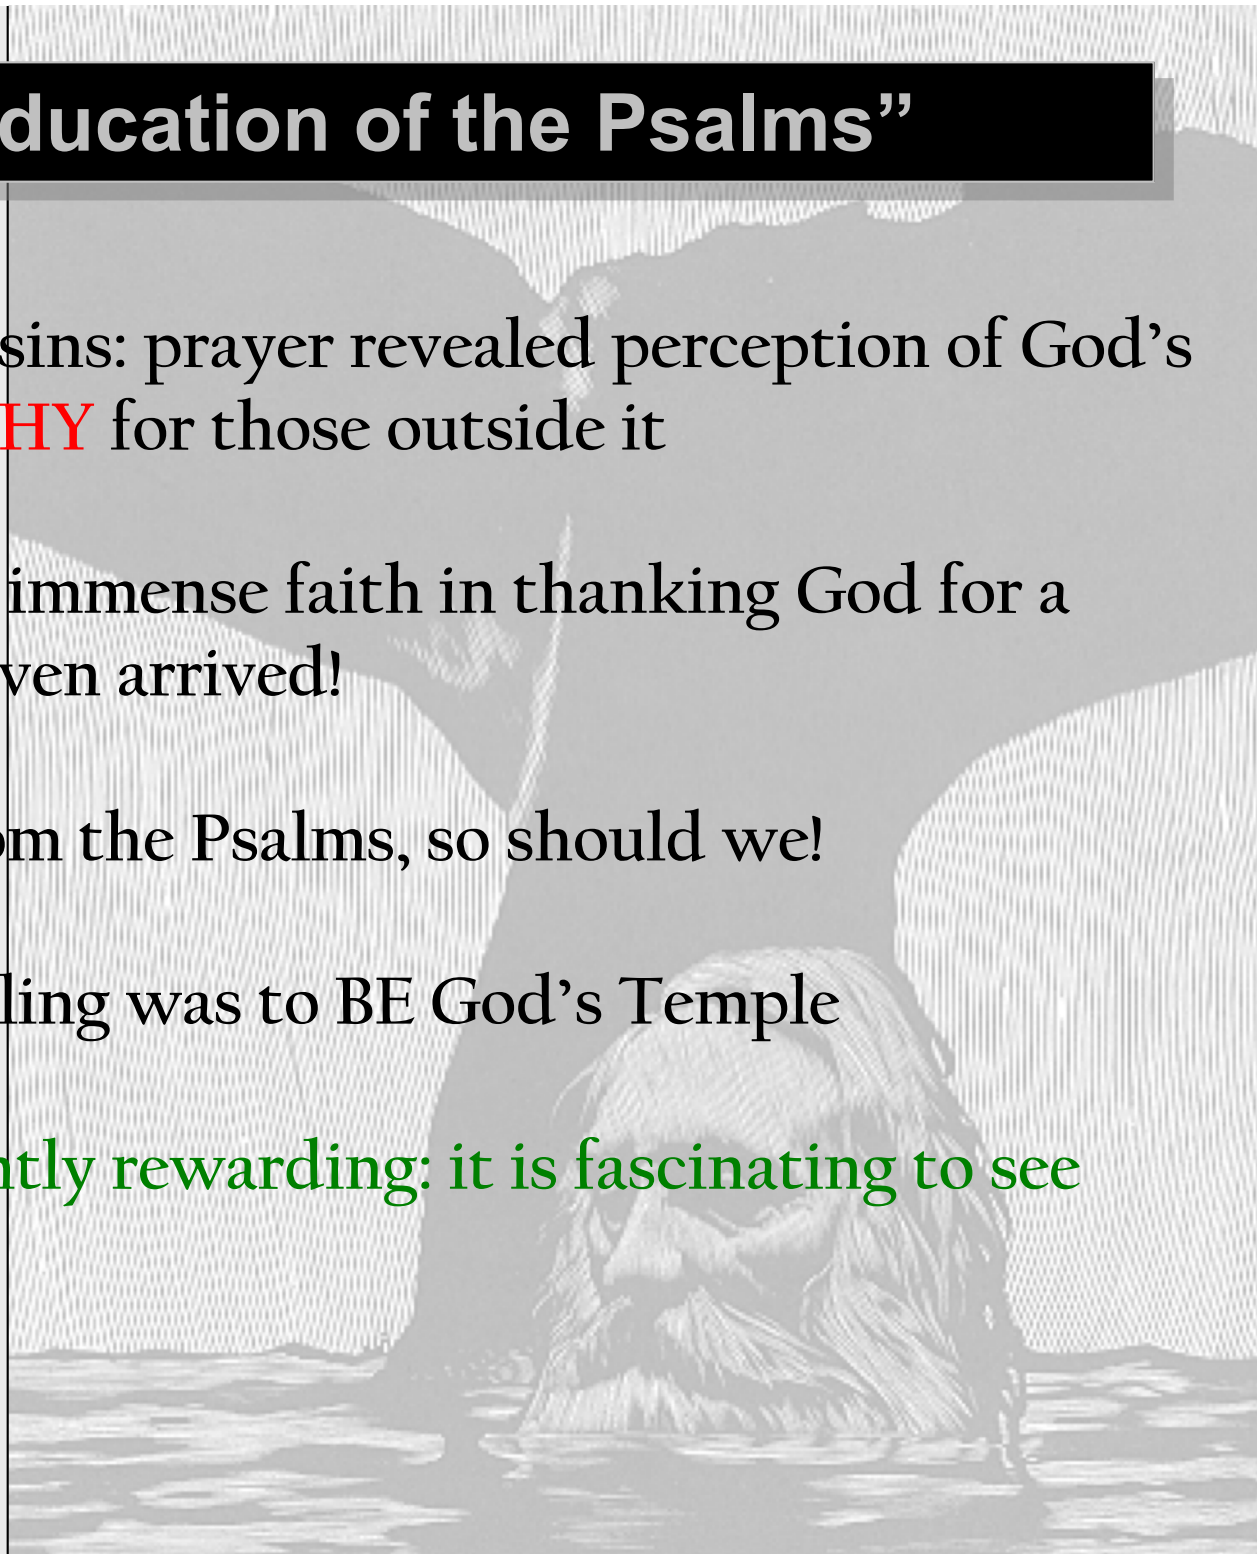 ducation of the Psalms”
sins: prayer revealed perception of God’s
HY for those outside it
immense faith in thanking God for a
ven arrived!
om the Psalms, so should we!
ling was to BE God’s Temple
ntly rewarding: it is fascinating to see